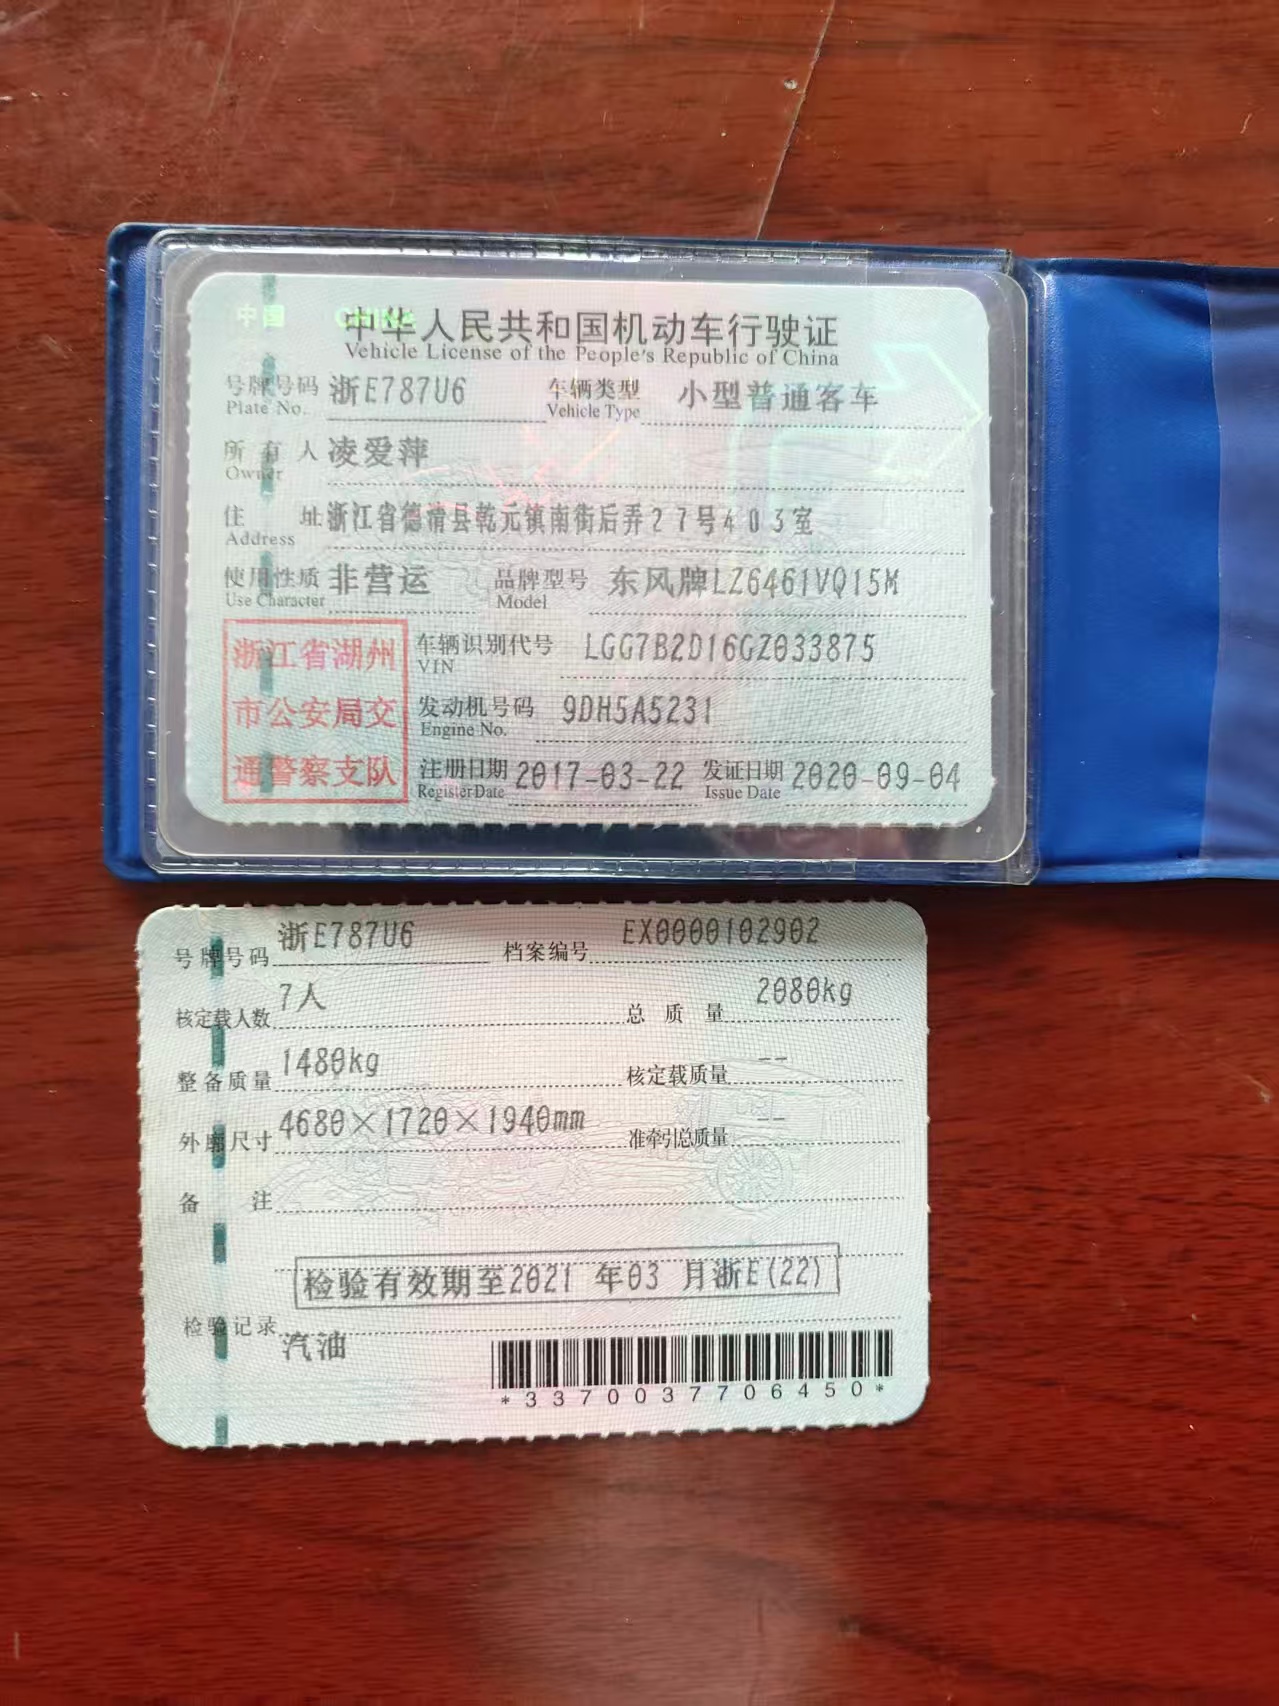 中国 CHINA
中华人民共和国机动车行驶证
Vehicle License of the People's Republic of China
号牌号码 浙E787U6 车辆类型 小型普通客车
Plate No. Vehicle Type
所有人 凌爱萍
Owner
住址 浙江省德清县乾元镇南街后弄27号403室
Address
使用性质 非营运 品牌型号 东风牌LZ6461VQ15M
Use Character Model
浙江省湖州
市公安局交
通警察支队
车辆识别代号 LGG7B2D16GZ033875
VIN
发动机号码 9DH5A5231
Engine No.
注册日期 2017-03-22 发证日期 2020-09-04
Register Date Issue Date
号牌号码 浙E787U6 档案编号 EX0000102902
核定载人数 7人 总质量 2080kg
整备质量 1480kg 核定载质量 --
外廓尺寸 4680×1720×1940mm 准牵引总质量 --
备注
检验有效期至2021 年03 月浙E(22)
检验记录 汽油
*3370037706450*